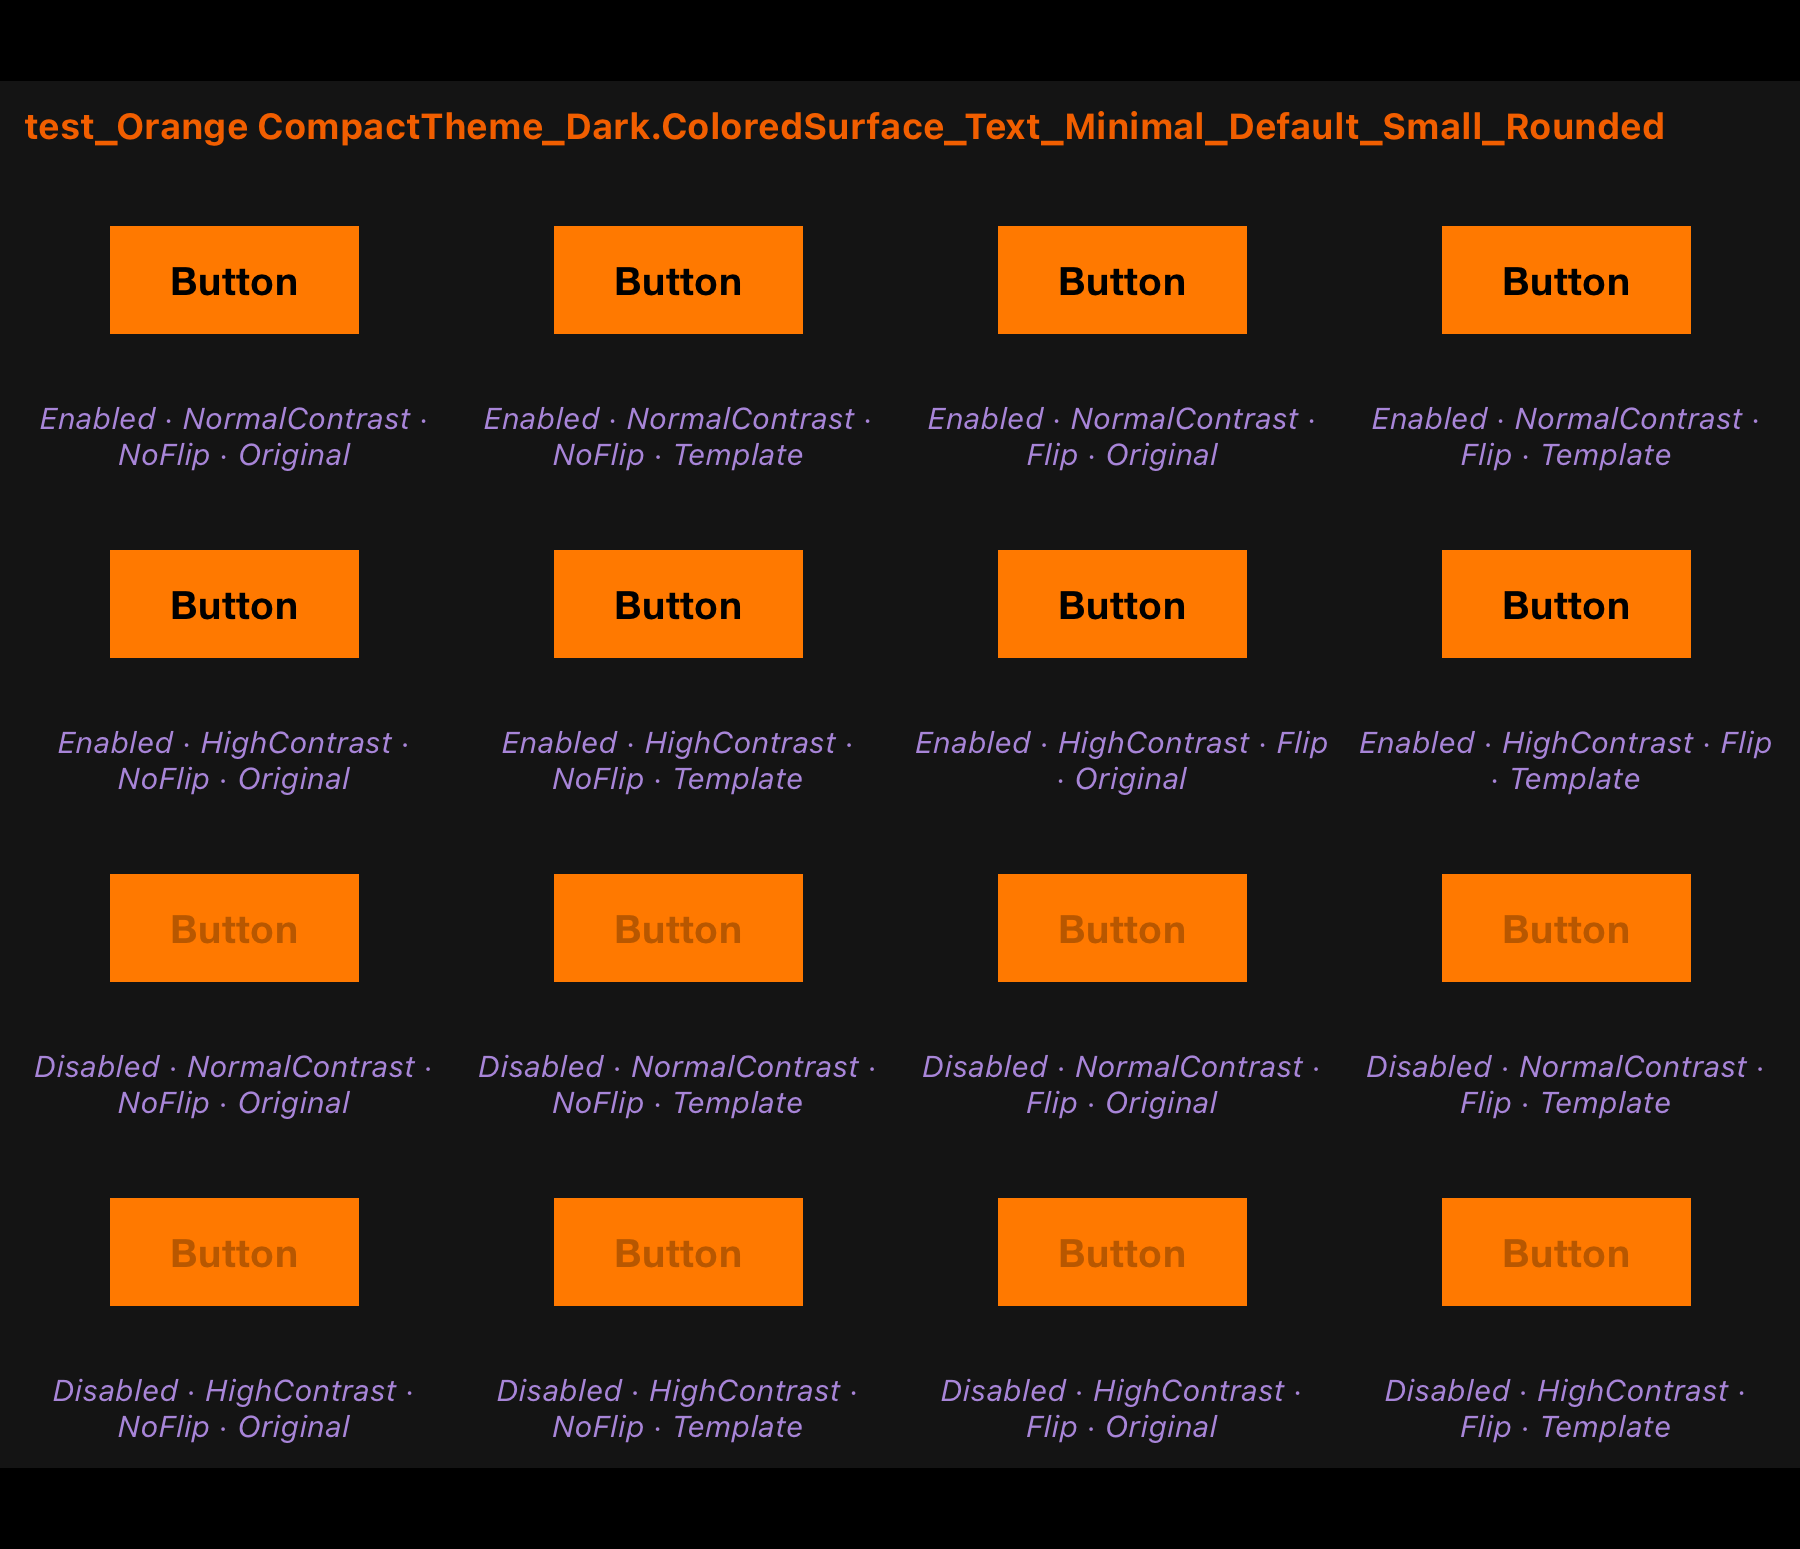 test_Orange CompactTheme_Dark.ColoredSurface_Text_Minimal_Default_Small_Rounded
Button Button Button Button
Enabled · NormalContrast · Enabled · NormalContrast · Enabled · NormalContrast · Enabled · NormalContrast ·
NoFlip · Original NoFlip · Template Flip · Original Flip · Template
Button Button Button Button
Enabled · HighContrast · Enabled · HighContrast · Enabled · HighContrast · Flip Enabled · HighContrast · Flip
NoFlip · Original NoFlip · Template · Original · Template
Button Button Button Button
Disabled · NormalContrast · Disabled · NormalContrast · Disabled · NormalContrast · Disabled · NormalContrast ·
NoFlip · Original NoFlip · Template Flip · Original Flip · Template
Button Button Button Button
Disabled · HighContrast · Disabled · HighContrast · Disabled · HighContrast · Disabled · HighContrast ·
NoFlip · Original NoFlip · Template Flip · Original Flip · Template